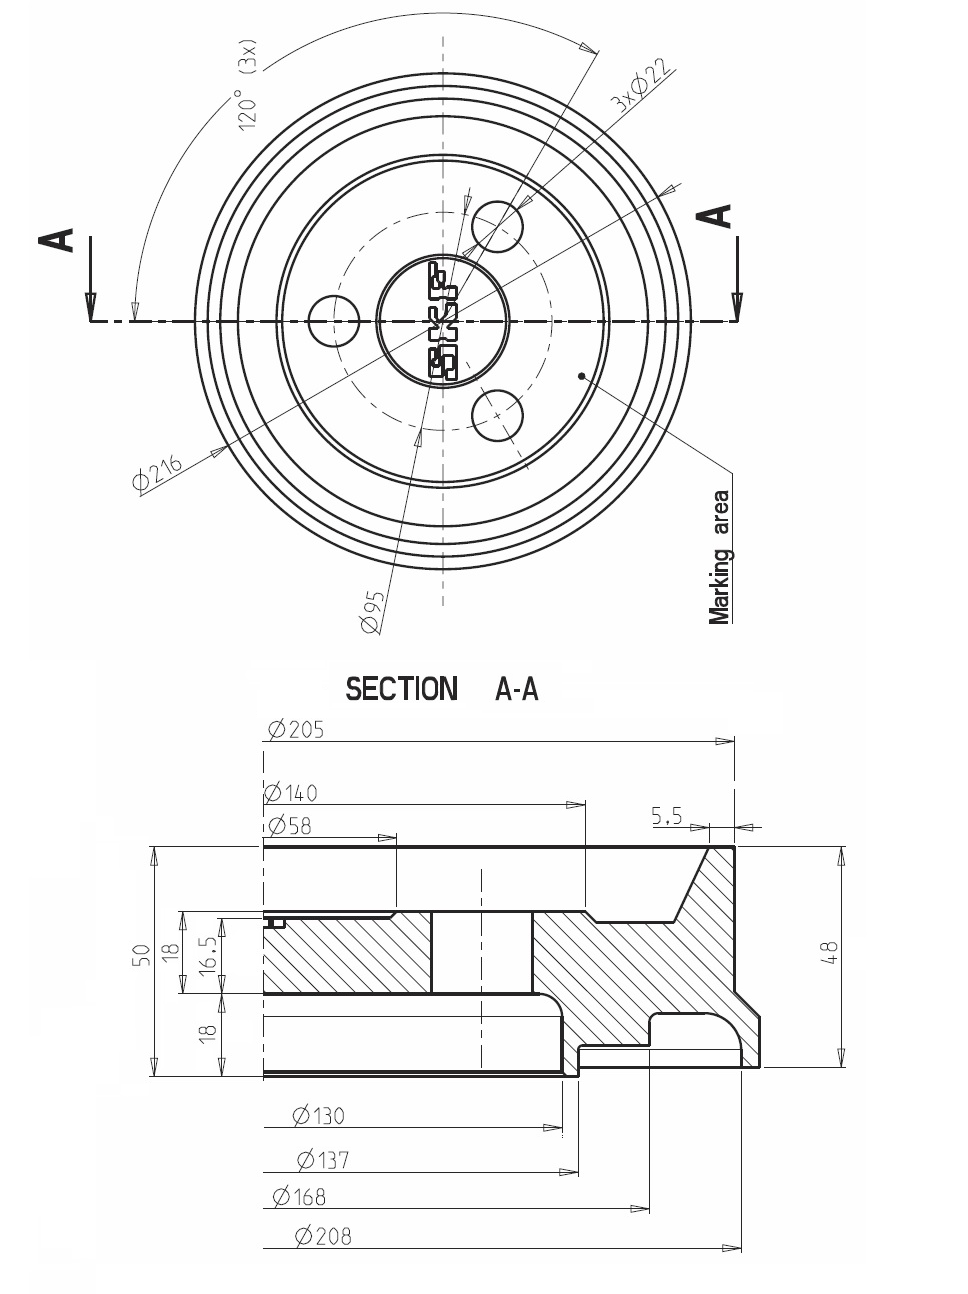 120° (3x)
3xØ22
A
A
Ø216
Ø95
Marking area
SKF
SECTION A-A
Ø205
Ø140
Ø58
5,5
50
18
16,5
18
48
Ø130
Ø137
Ø168
Ø208